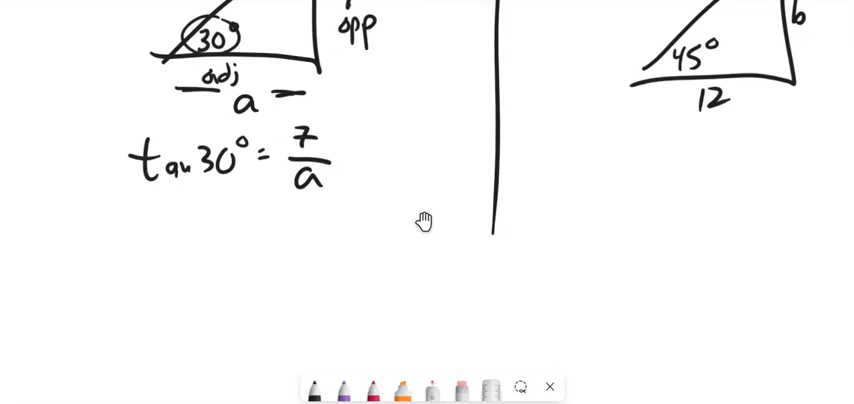 30°
opp
adj
a
tan 30° = 7/a
45°
b
12